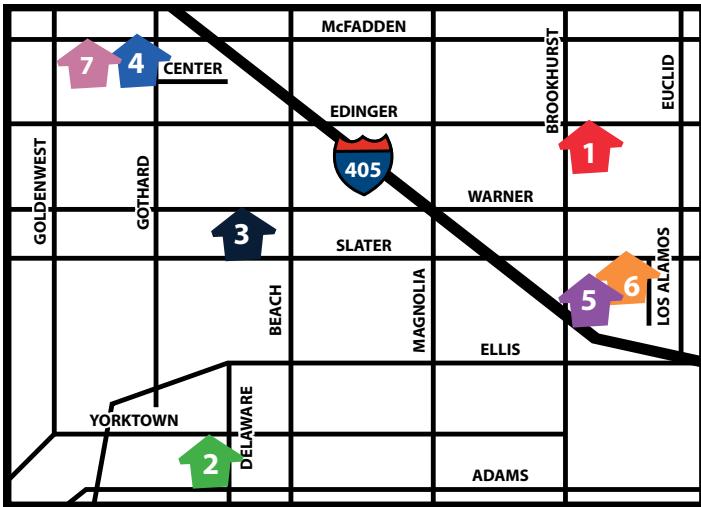 McFADDEN
7
4
CENTER
EDINGER
BROOKHURST
EUCLID
1
405
GOLDENWEST
GOTHARD
WARNER
3
SLATER
BEACH
MAGNOLIA
5
6
LOS ALAMOS
ELLIS
YORKTOWN
DELAWARE
2
ADAMS